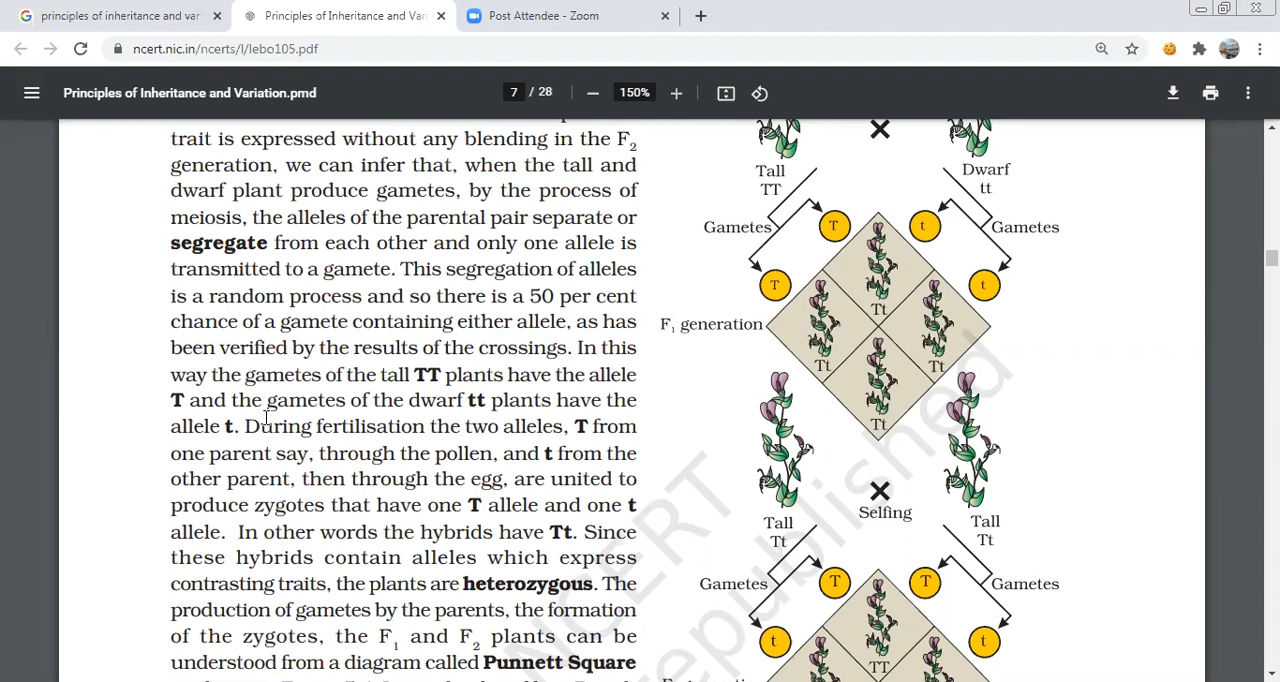 principles of inheritance and var
Principles of Inheritance and Vari
Post Attendee - Zoom
ncert.nic.in/ncerts/l/lebo105.pdf
Principles of Inheritance and Variation.pmd
7 / 28
150%
trait is expressed without any blending in the F2
generation, we can infer that, when the tall and
dwarf plant produce gametes, by the process of
meiosis, the alleles of the parental pair separate or
segregate from each other and only one allele is
transmitted to a gamete. This segregation of alleles
is a random process and so there is a 50 per cent
chance of a gamete containing either allele, as has
been verified by the results of the crossings. In this
way the gametes of the tall TT plants have the allele
T and the gametes of the dwarf tt plants have the
allele t. During fertilisation the two alleles, T from
one parent say, through the pollen, and t from the
other parent, then through the egg, are united to
produce zygotes that have one T allele and one t
allele. In other words the hybrids have Tt. Since
these hybrids contain alleles which express
contrasting traits, the plants are heterozygous. The
production of gametes by the parents, the formation
of the zygotes, the F1 and F2 plants can be
understood from a diagram called Punnett Square
Tall
TT
Dwarf
tt
Gametes
T
t
Gametes
T
t
Tt
F1 generation
Tt
Tt
Tt
Selfing
Tall
Tt
Tall
Tt
Gametes
T
T
Gametes
t
t
TT
NCERT
republished